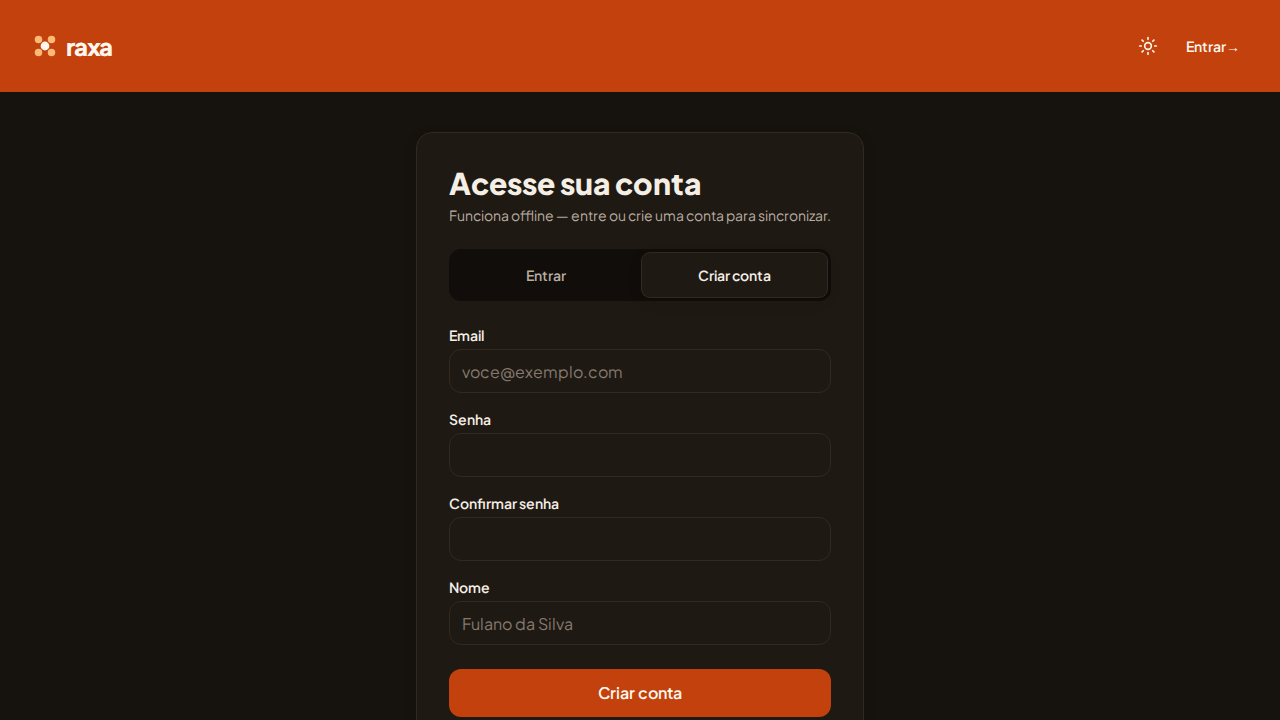 raxa
Entrar→
Acesse sua conta
Funciona offline — entre ou crie uma conta para sincronizar.
Entrar
Criar conta
Email
voce@exemplo.com
Senha
Confirmar senha
Nome
Fulano da Silva
Criar conta